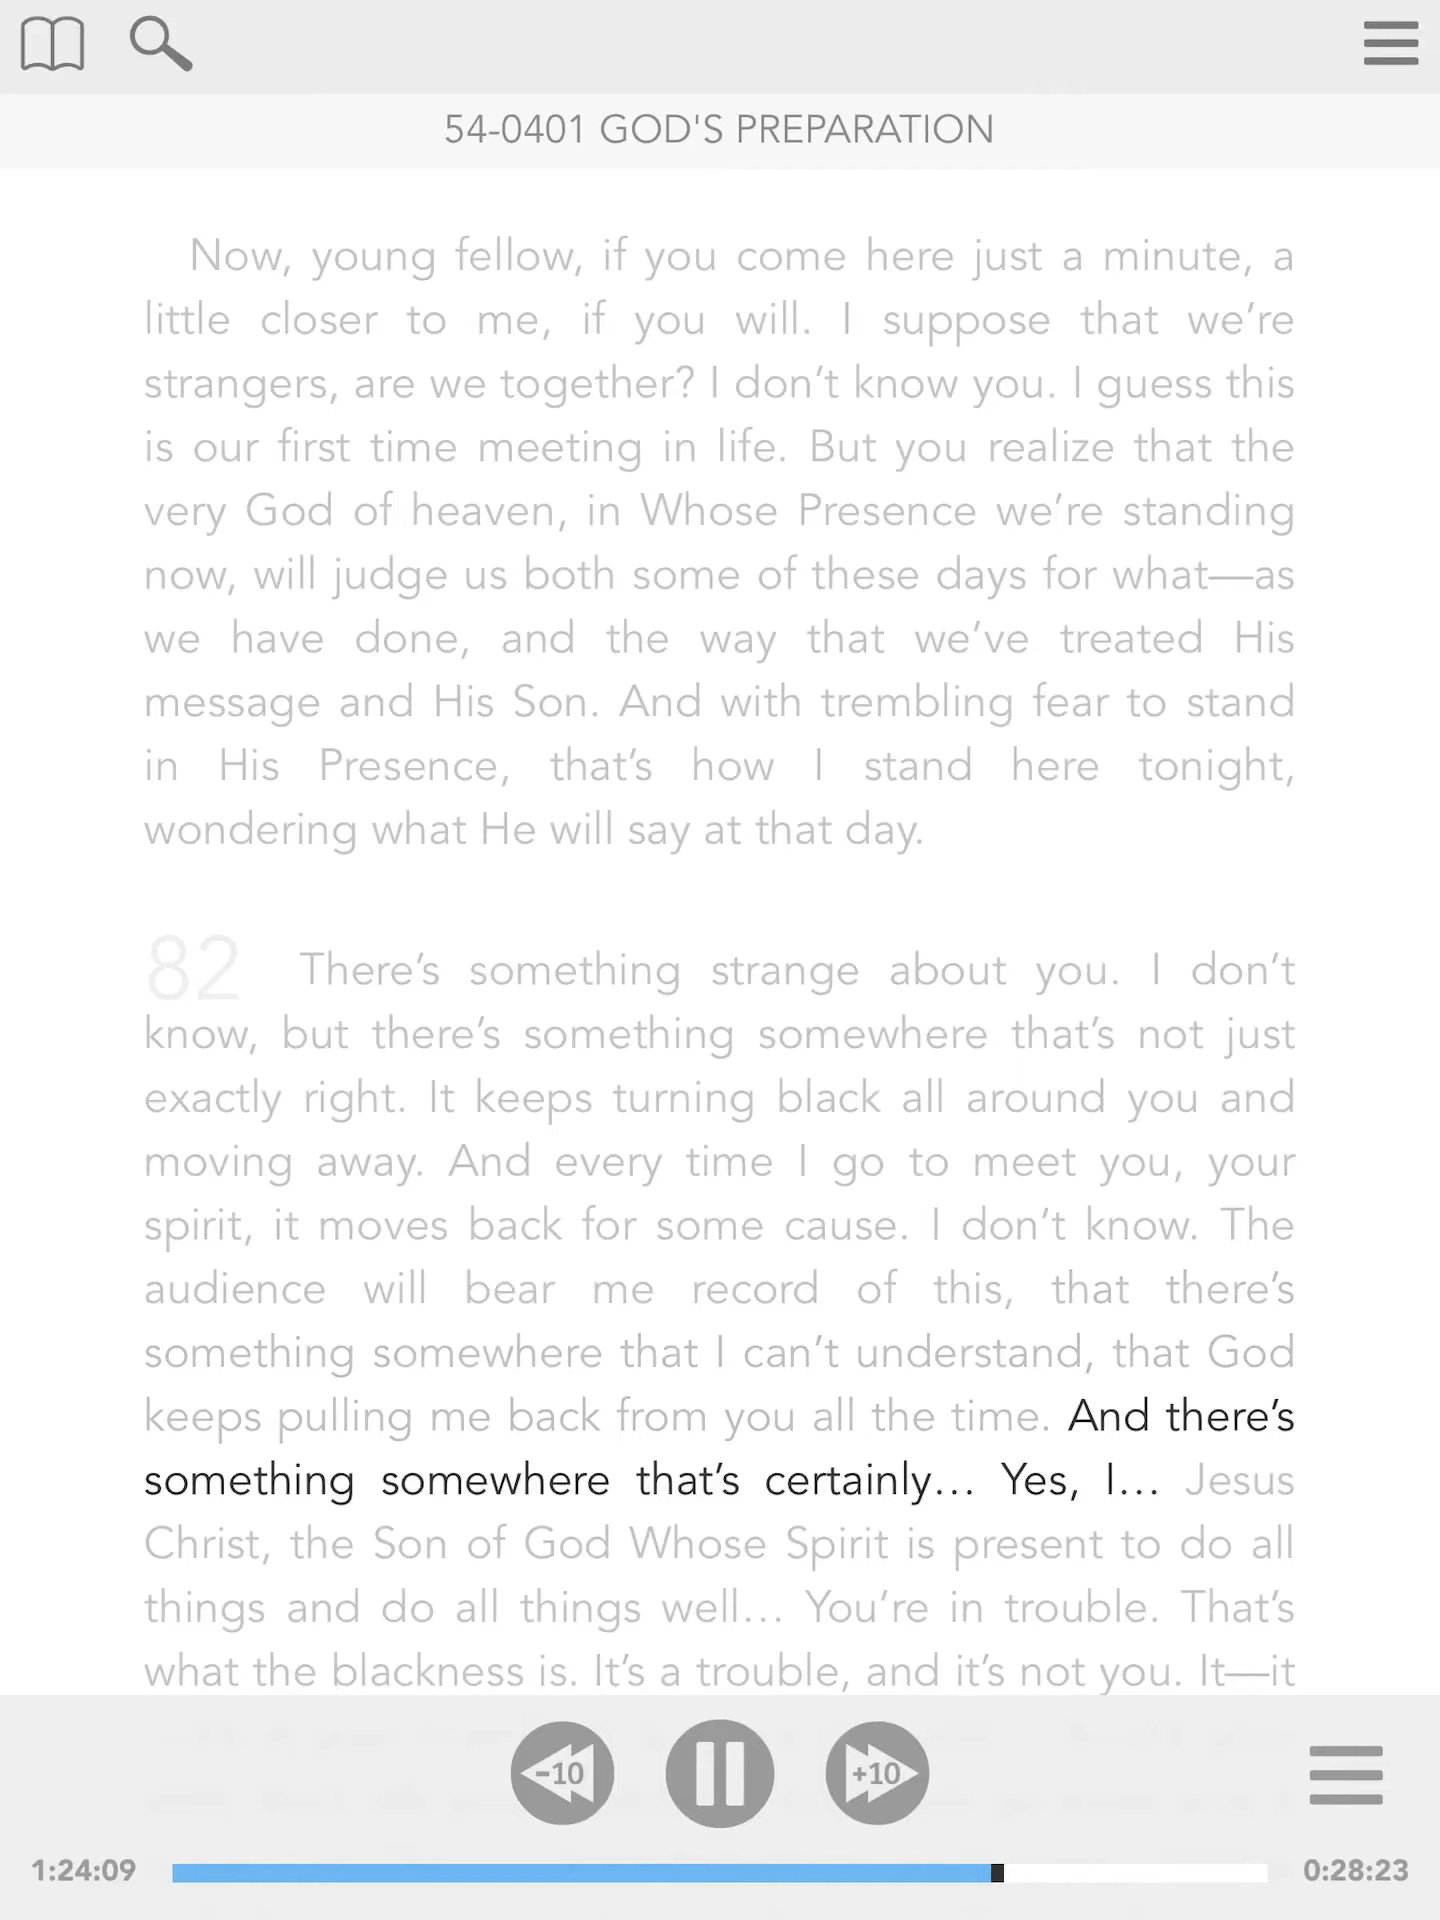 54-0401 GOD'S PREPARATION
Now, young fellow, if you come here just a minute, a
little closer to me, if you will. I suppose that we’re
strangers, are we together? I don’t know you. I guess this
is our first time meeting in life. But you realize that the
very God of heaven, in Whose Presence we’re standing
now, will judge us both some of these days for what—as
we have done, and the way that we’ve treated His
message and His Son. And with trembling fear to stand
in His Presence, that’s how I stand here tonight,
wondering what He will say at that day.
82 There’s something strange about you. I don’t
know, but there’s something somewhere that’s not just
exactly right. It keeps turning black all around you and
moving away. And every time I go to meet you, your
spirit, it moves back for some cause. I don’t know. The
audience will bear me record of this, that there’s
something somewhere that I can’t understand, that God
keeps pulling me back from you all the time. And there’s
something somewhere that’s certainly… Yes, I… Jesus
Christ, the Son of God Whose Spirit is present to do all
things and do all things well… You’re in trouble. That’s
what the blackness is. It’s a trouble, and it’s not you. It—it
-10 +10
1:24:09 0:28:23